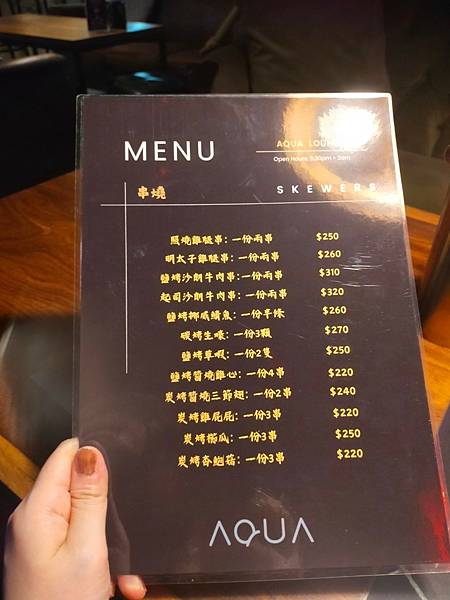 MENU
AQUA LOUN
Open Hours 5:30pm - 2am
串燒
SKEWERS
照燒雞腿串: 一份兩串 $250
明太子雞腿串: 一份兩串 $260
鹽烤沙朗牛肉串: 一份兩串 $310
起司沙朗牛肉串: 一份兩串 $320
鹽烤挪威鯖魚: 一份半條 $260
碳烤生蠔: 一份3顆 $270
鹽烤草蝦: 一份2隻 $250
鹽烤醬燒雞心: 一份4串 $220
炭烤醬燒三節翅: 一份2串 $240
炭烤雞屁屁: 一份3串 $220
炭烤櫛瓜: 一份3串 $250
炭烤杏鮑菇: 一份3串 $220
AQUA